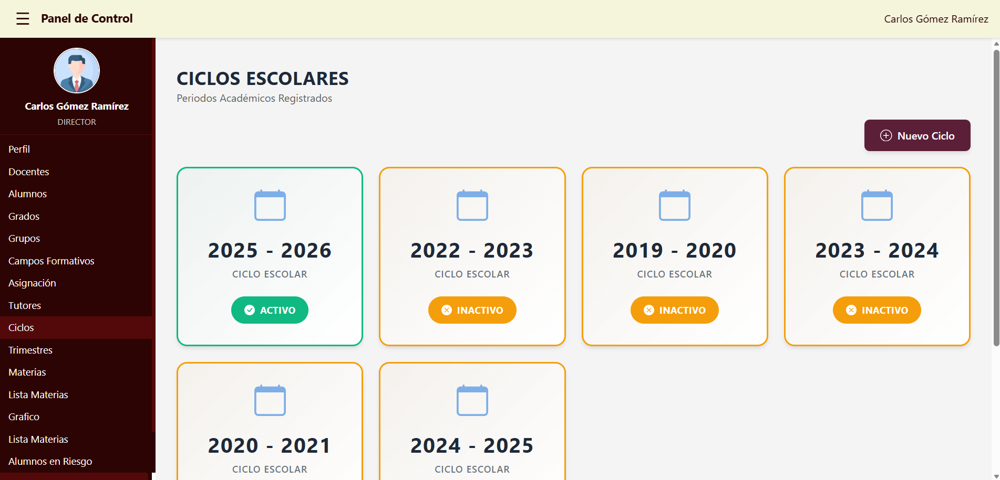 Panel de Control
Carlos Gómez Ramírez
Carlos Gómez Ramírez
DIRECTOR
Perfil
Docentes
Alumnos
Grados
Grupos
Campos Formativos
Asignación
Tutores
Ciclos
Trimestres
Materias
Lista Materias
Grafico
Lista Materias
Alumnos en Riesgo
CICLOS ESCOLARES
Periodos Académicos Registrados
Nuevo Ciclo
2025 - 2026
CICLO ESCOLAR
ACTIVO
2022 - 2023
CICLO ESCOLAR
INACTIVO
2019 - 2020
CICLO ESCOLAR
INACTIVO
2023 - 2024
CICLO ESCOLAR
INACTIVO
2020 - 2021
CICLO ESCOLAR
2024 - 2025
CICLO ESCOLAR